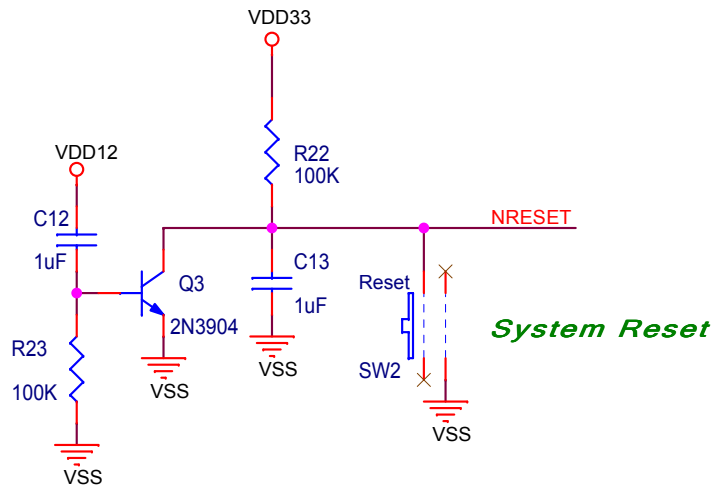 VDD33
R22
100K
VDD12
C12
1uF
NRESET
C13
1uF
Q3
2N3904
Reset
System Reset
R23
100K
VSS
VSS
SW2
VSS
VSS